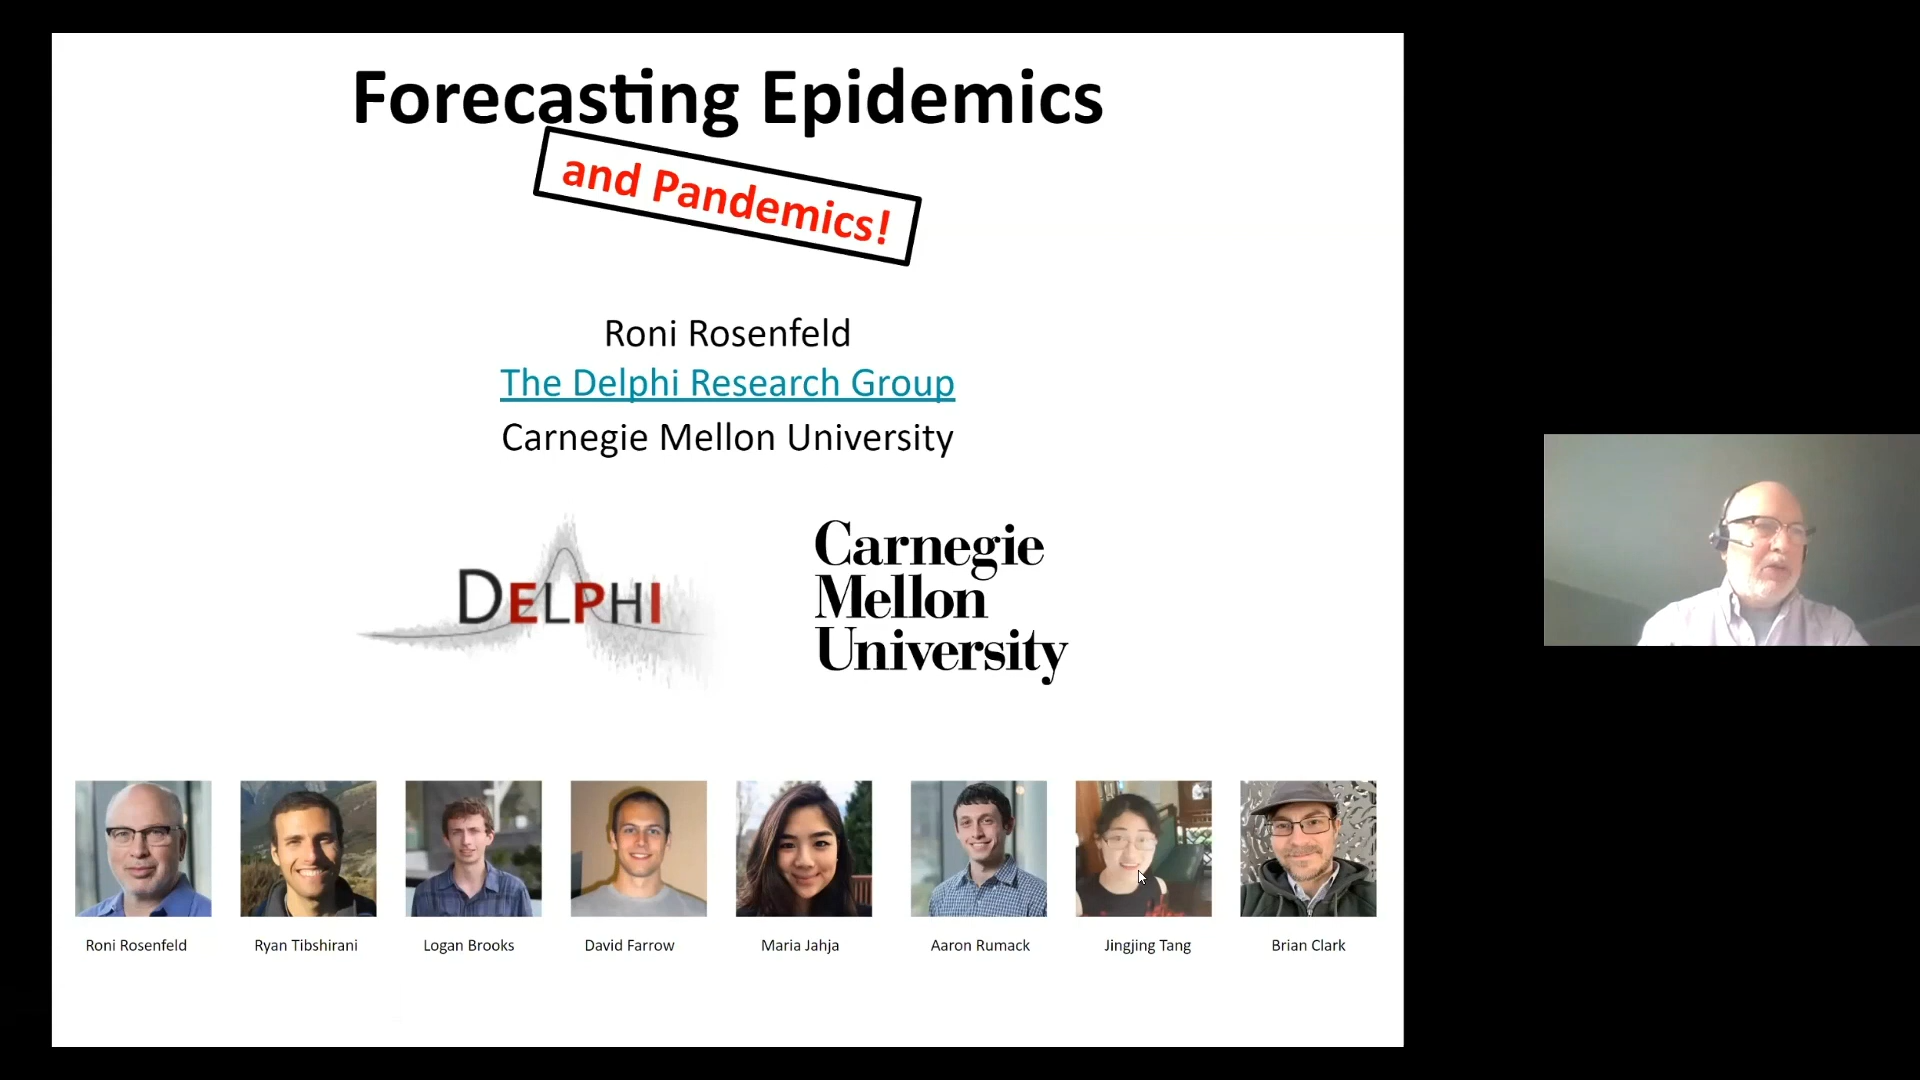 Forecasting Epidemics
and Pandemics!
Roni Rosenfeld
The Delphi Research Group
Carnegie Mellon University
DELPHI
Carnegie
Mellon
University
Roni Rosenfeld
Ryan Tibshirani
Logan Brooks
David Farrow
Maria Jahja
Aaron Rumack
Jingjing Tang
Brian Clark